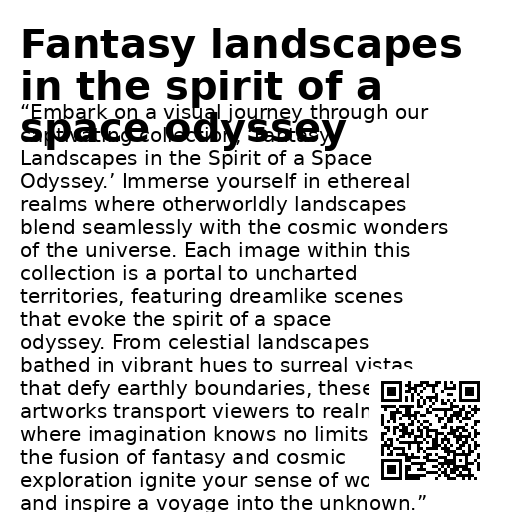 Fantasy landscapes
in the spirit of a
space odyssey
“Embark on a visual journey through our
captivating collection, ‘Fantasy
Landscapes in the Spirit of a Space
Odyssey.’ Immerse yourself in ethereal
realms where otherworldly landscapes
blend seamlessly with the cosmic wonders
of the universe. Each image within this
collection is a portal to uncharted
territories, featuring dreamlike scenes
that evoke the spirit of a space
odyssey. From celestial landscapes
bathed in vibrant hues to surreal vistas
that defy earthly boundaries, these
artworks transport viewers to
where imagination knows no limits
the fusion of fantasy and cosmic
exploration ignite your sense of
and inspire a voyage into the unknown.”